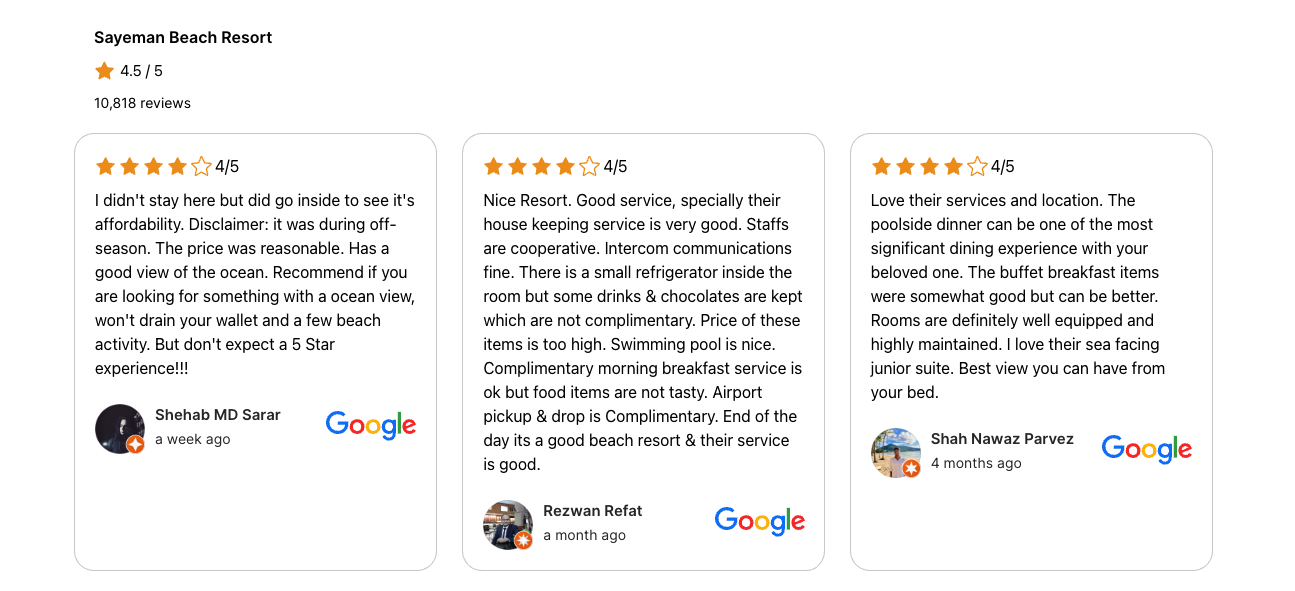 Sayeman Beach Resort
4.5 / 5
10,818 reviews
4/5
I didn't stay here but did go inside to see it's
affordability. Disclaimer: it was during off-
season. The price was reasonable. Has a
good view of the ocean. Recommend if you
are looking for something with a ocean view,
won't drain your wallet and a few beach
activity. But don't expect a 5 Star
experience!!!
Shehab MD Sarar
a week ago
Google
4/5
Nice Resort. Good service, specially their
house keeping service is very good. Staffs
are cooperative. Intercom communications
fine. There is a small refrigerator inside the
room but some drinks & chocolates are kept
which are not complimentary. Price of these
items is too high. Swimming pool is nice.
Complimentary morning breakfast service is
ok but food items are not tasty. Airport
pickup & drop is Complimentary. End of the
day its a good beach resort & their service
is good.
Rezwan Refat
a month ago
Google
4/5
Love their services and location. The
poolside dinner can be one of the most
significant dining experience with your
beloved one. The buffet breakfast items
were somewhat good but can be better.
Rooms are definitely well equipped and
highly maintained. I love their sea facing
junior suite. Best view you can have from
your bed.
Shah Nawaz Parvez
4 months ago
Google